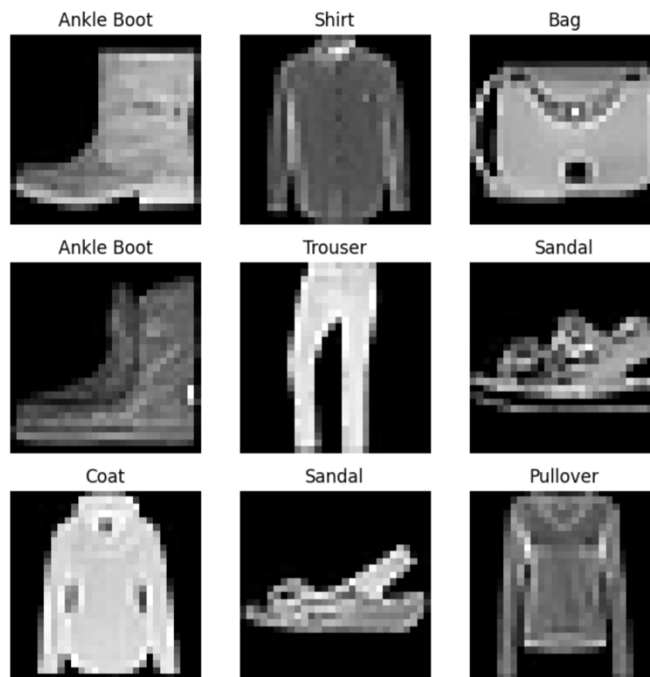 Ankle Boot
Shirt
Bag
Ankle Boot
Trouser
Sandal
Coat
Sandal
Pullover